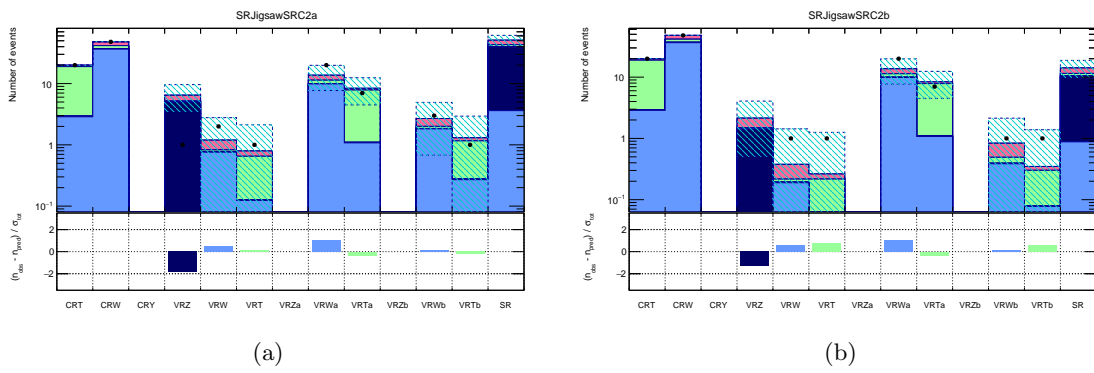 SRJigsawSRC2a
Number of events
10
1
10⁻¹
(n_obs - n_pred) / σ_tot
2
0
−2
CRT CRW CRY VRZ VRW VRT VRZa VRWa VRTa VRZb VRWb VRTb SR
(a)
SRJigsawSRC2b
Number of events
10
1
10⁻¹
(n_obs - n_pred) / σ_tot
2
0
−2
CRT CRW CRY VRZ VRW VRT VRZa VRWa VRTa VRZb VRWb VRTb SR
(b)